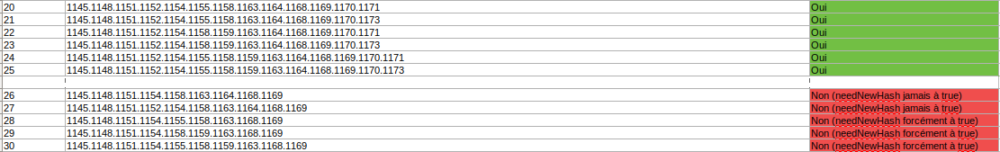 20 1145.1148.1151.1152.1154.1155.1158.1163.1164.1168.1169.1170.1171 Oui
21 1145.1148.1151.1152.1154.1155.1158.1163.1164.1168.1169.1170.1173 Oui
22 1145.1148.1151.1152.1154.1158.1159.1163.1164.1168.1169.1170.1171 Oui
23 1145.1148.1151.1152.1154.1158.1159.1163.1164.1168.1169.1170.1173 Oui
24 1145.1148.1151.1152.1154.1155.1158.1159.1163.1164.1168.1169.1170.1171 Oui
25 1145.1148.1151.1152.1154.1155.1158.1159.1163.1164.1168.1169.1170.1173 Oui
26 1145.1148.1151.1154.1158.1163.1164.1168.1169 Non (needNewHash jamais à true)
27 1145.1148.1151.1152.1154.1158.1163.1164.1168.1169 Non (needNewHash jamais à true)
28 1145.1148.1151.1154.1155.1158.1163.1168.1169 Non (needNewHash forcément à true)
29 1145.1148.1151.1154.1158.1159.1163.1168.1169 Non (needNewHash forcément à true)
30 1145.1148.1151.1154.1155.1158.1159.1163.1168.1169 Non (needNewHash forcément à true)